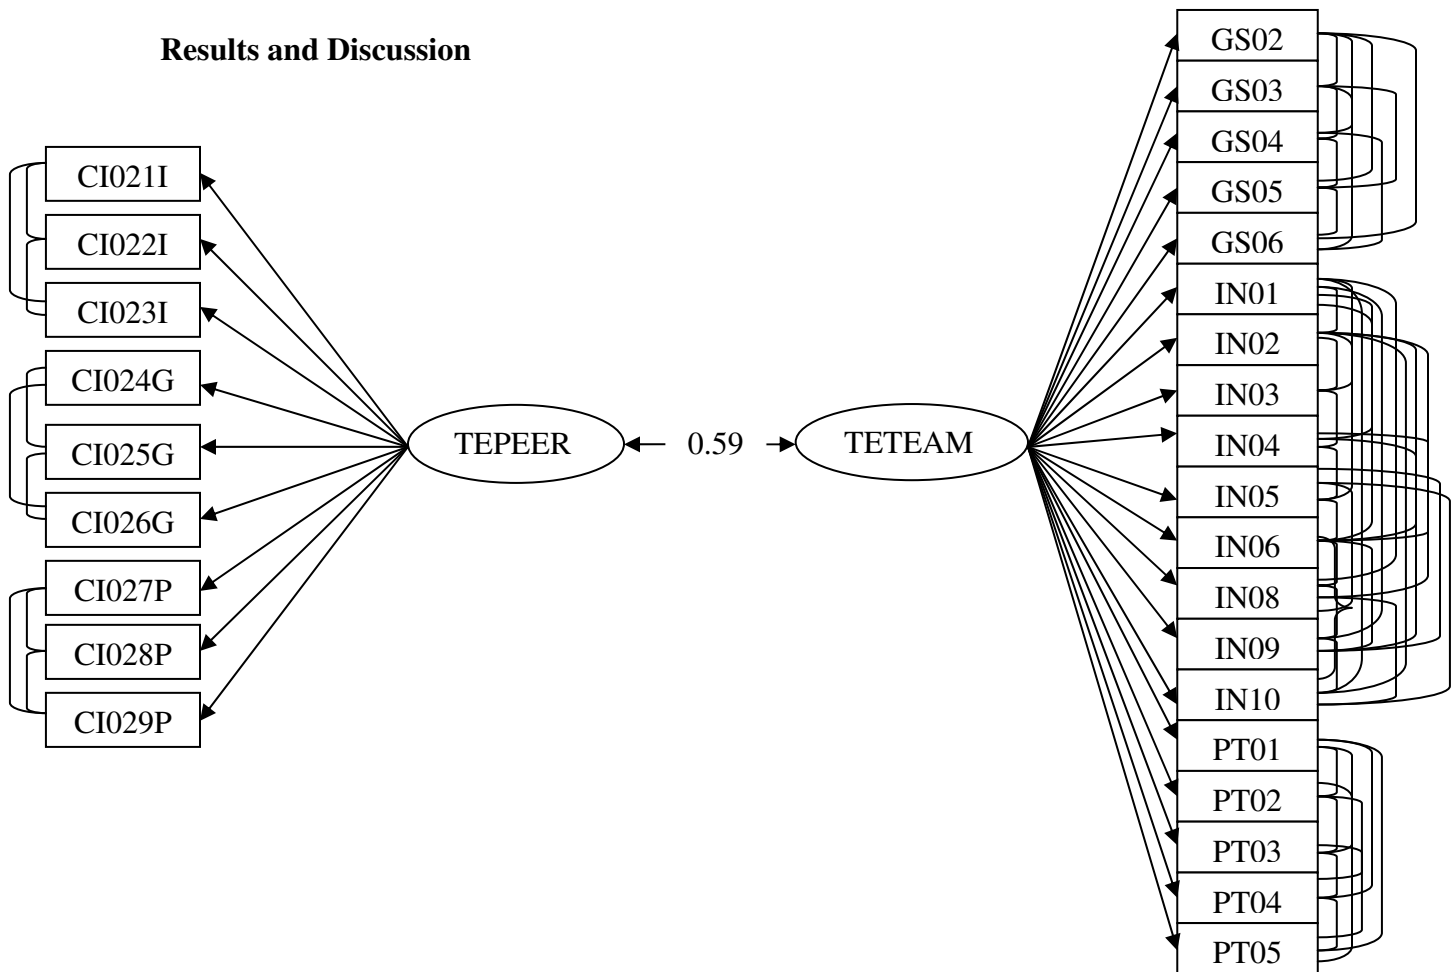 Results and Discussion
CI021I
CI022I
CI023I
CI024G
CI025G
CI026G
CI027P
CI028P
CI029P
TEPEER
0.59
TETEAM
GS02
GS03
GS04
GS05
GS06
IN01
IN02
IN03
IN04
IN05
IN06
IN08
IN09
IN10
PT01
PT02
PT03
PT04
PT05